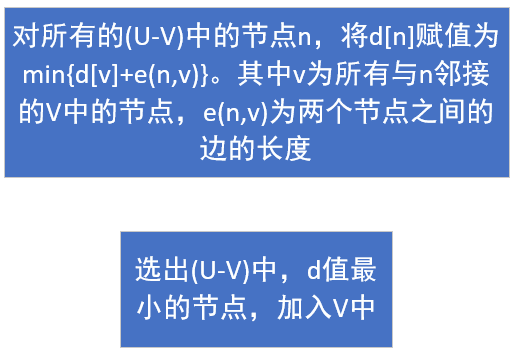 对所有的(U-V)中的节点n，将d[n]赋值为
min{d[v]+e(n,v)}。其中v为所有与n邻接
的V中的节点，e(n,v)为两个节点之间的
边的长度
选出(U-V)中，d值最
小的节点，加入V中